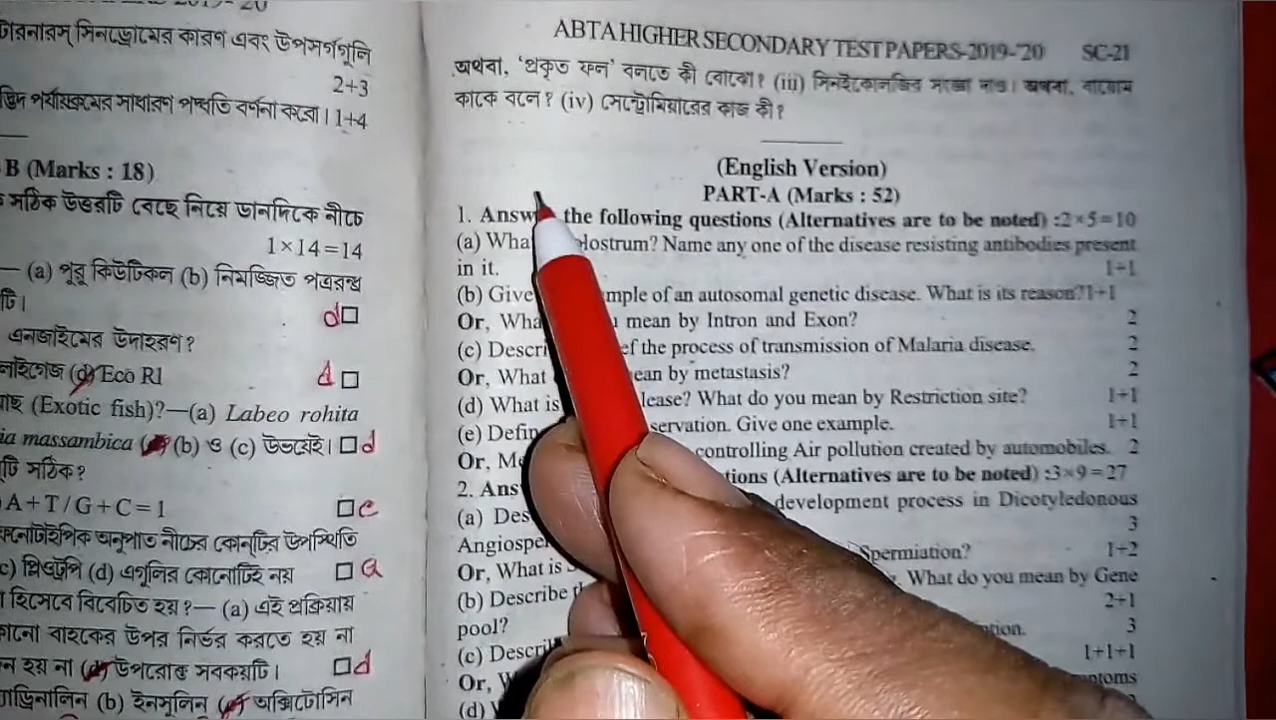 টারনারস্ সিনড্রোমের কারণ এবং উপসর্গগুলি
2+3
পর্যায়ক্রমের সাধারণ পদ্ধতি বর্ণনা করো। 1+4
B (Marks : 18)
সঠিক উত্তরটি বেছে নিয়ে ডানদিকে নীচে
1×14=14
— (a) পুরু কিউটিকল (b) নিমজ্জিত পত্ররন্ধ্র
টি।
d
এনজাইমের উদাহরণ?
লাইগেজ (d) Eco R1
d
মাছ (Exotic fish)?—(a) Labeo rohita
ia massambica (b) ও (c) উভয়েই। d
টি সঠিক?
A+T/G+C=1
c
ফেনোটাইপিক অনুপাত নীচের কোনটির উপস্থিতি
c) প্লিওট্রপি (d) এগুলির কোনোটিই নয় a
হিসেবে বিবেচিত হয়?— (a) এই প্রক্রিয়ায়
কোনো বাহকের উপর নির্ভর করতে হয় না
ন হয় না উপরোক্ত সবকয়টি। d
অ্যাড্রিনালিন (b) ইনসুলিন অক্সিটোসিন
ABTA HIGHER SECONDARY TEST PAPERS-2019-'20 SC-21
অথবা, 'প্রকৃত ফল' বলতে কী বোঝো? (iii) সিনইকোলজির সংজ্ঞা দাও। অথবা, বায়োম
কাকে বলে? (iv) সেন্ট্রোমিয়ারের কাজ কী?
(English Version)
PART-A (Marks : 52)
1. Answ the following questions (Alternatives are to be noted) :2×5=10
(a) Wha lostrum? Name any one of the disease resisting antibodies present
in it. 1+1
(b) Give mple of an autosomal genetic disease. What is its reason?1+1
Or, Wha mean by Intron and Exon? 2
(c) Descri ef the process of transmission of Malaria disease. 2
Or, What ean by metastasis? 2
(d) What is lease? What do you mean by Restriction site? 1+1
(e) Defin servation. Give one example. 1+1
Or, Me controlling Air pollution created by automobiles. 2
2. Ans tions (Alternatives are to be noted) :3×9=27
(a) Des development process in Dicotyledonous
Angiospe 3
Or, What is Spermiation? 1+2
(b) Describe What do you mean by Gene
pool? 2+1
(c) Descri tion. 3
Or, W 1+1+1
(d) ptoms